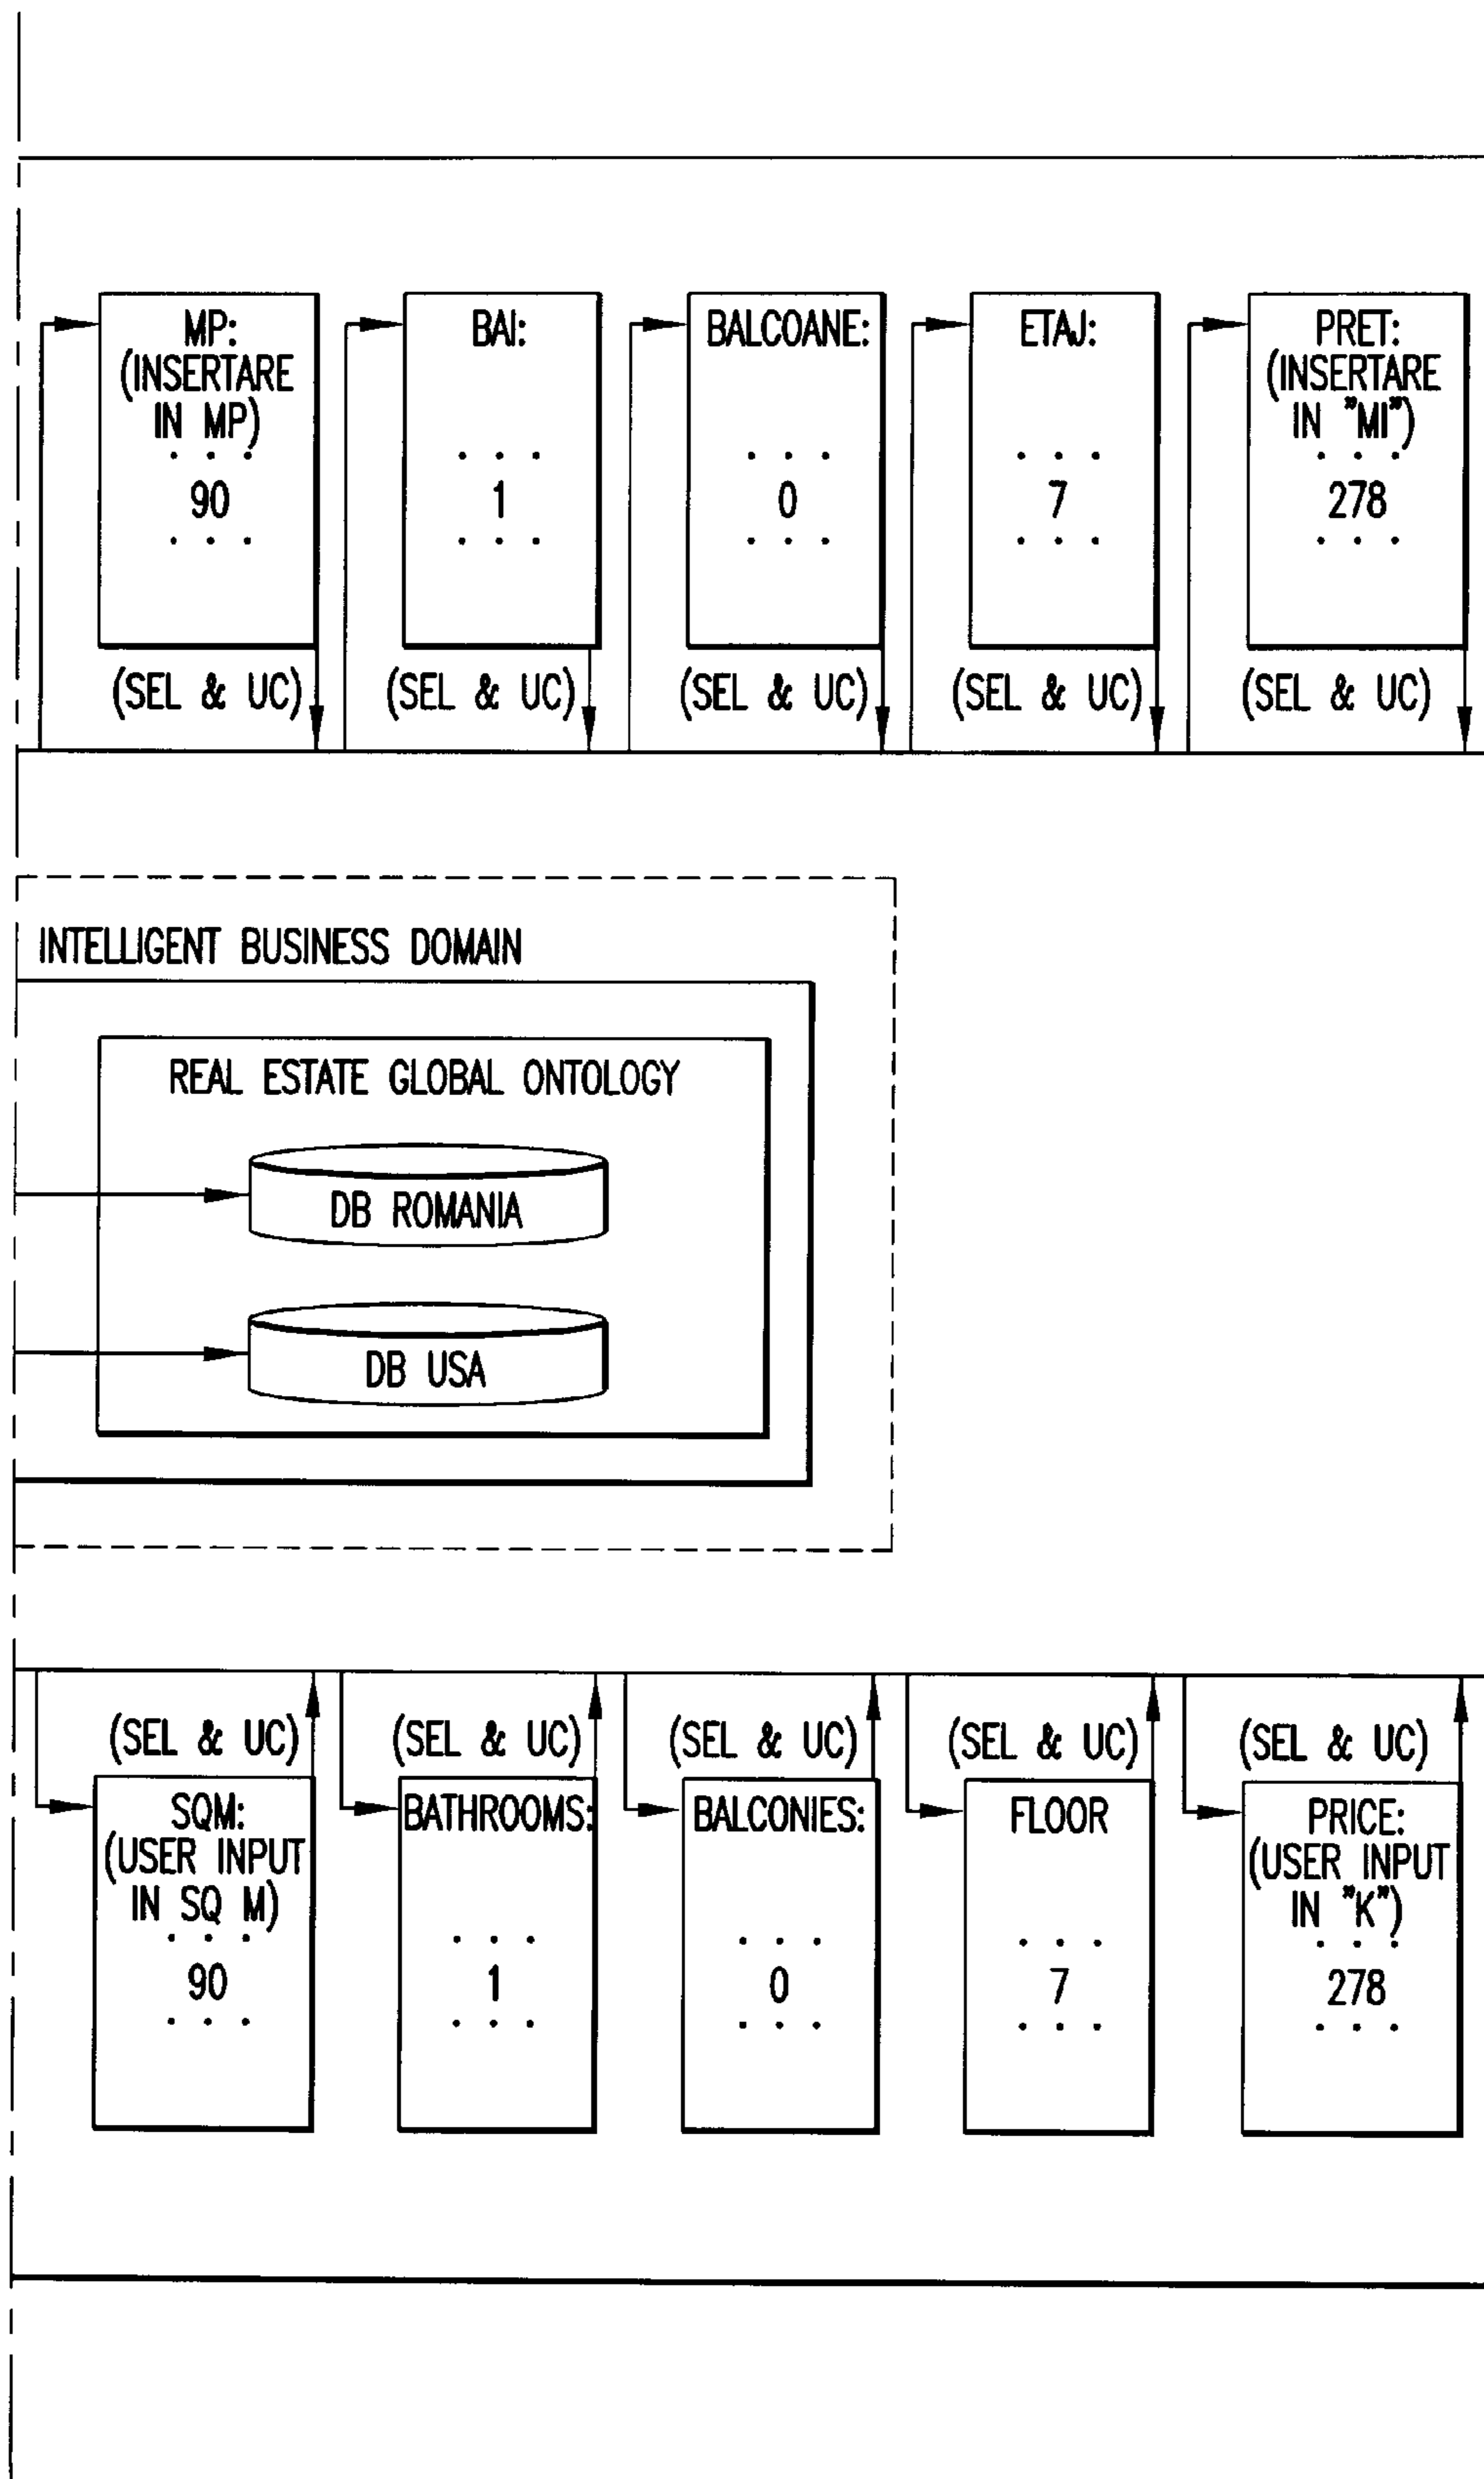 MP:
(INSERTARE
IN MP)
. . .
90
. . .
(SEL & UC)
BAI:
. . .
1
. . .
(SEL & UC)
BALCOANE:
. . .
0
. . .
(SEL & UC)
ETAJ:
. . .
7
. . .
(SEL & UC)
PRET:
(INSERTARE
IN "MI")
. . .
278
. . .
(SEL & UC)
INTELLIGENT BUSINESS DOMAIN
REAL ESTATE GLOBAL ONTOLOGY
DB ROMANIA
DB USA
(SEL & UC)
SQM:
(USER INPUT
IN SQ M)
. . .
90
. . .
(SEL & UC)
BATHROOMS:
. . .
1
. . .
(SEL & UC)
BALCONIES:
. . .
0
. . .
(SEL & UC)
FLOOR
. . .
7
. . .
(SEL & UC)
PRICE:
(USER INPUT
IN "K")
. . .
278
. . .